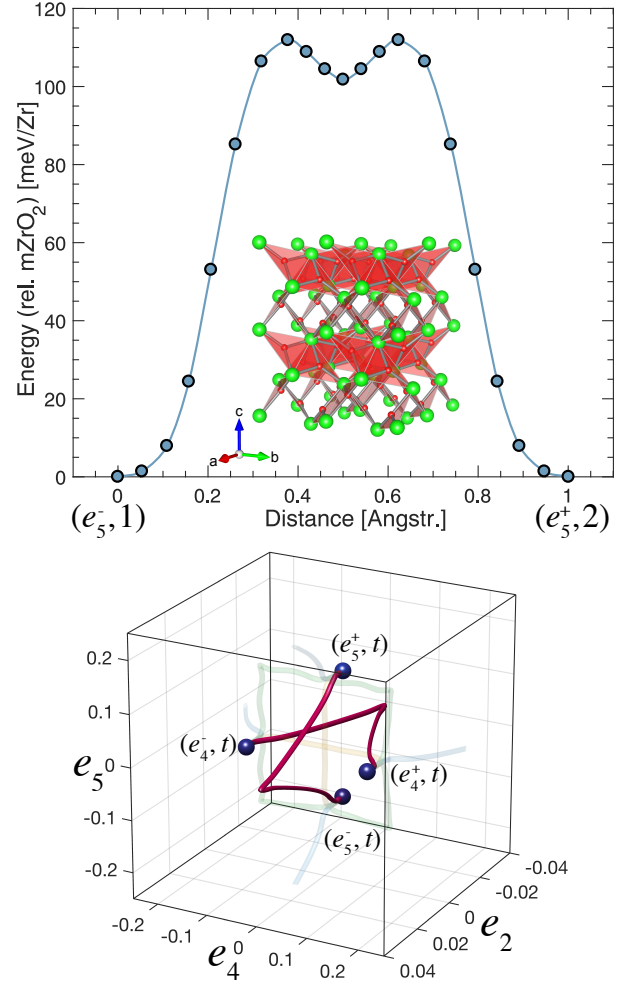 120
100
80
60
40
20
0
Energy (rel. mZrO₂) [meV/Zr]
c
a
b
0
0.2
0.4
0.6
0.8
1
(e₅⁻,1)
Distance [Angstr.]
(e₅⁺,2)
(e₅⁺, t)
(e₄⁻, t)
(e₄⁺, t)
(e₅⁻, t)
0.2
0.1
0
-0.1
-0.2
e₅
-0.2
-0.1
0
0.1
0.2
e₄
0.04
0.02
0
-0.02
-0.04
e₂